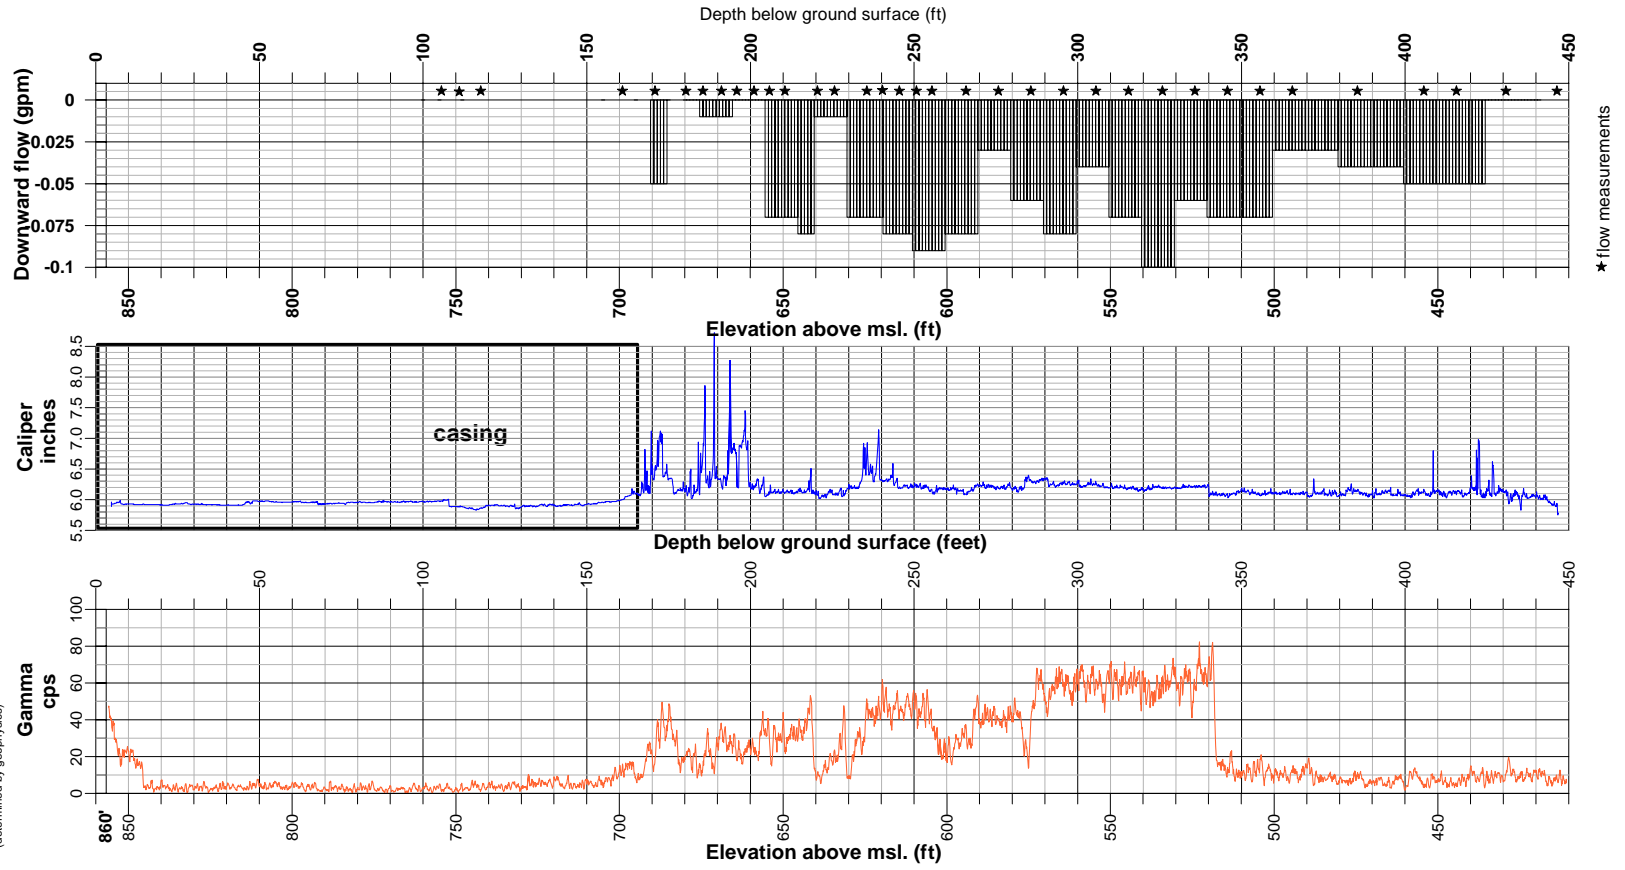 Depth below ground surface (ft)
0 50 100 150 200 250 300 350 400 450
Downward flow (gpm)
0
-0.025
-0.05
-0.075
-0.1
★flow measurements
850 800 750 700 650 600 550 500 450
Elevation above msl. (ft)
Caliper
inches
8.5
8.0
7.5
7.0
6.5
6.0
5.5
casing
Depth below ground surface (feet)
0 50 100 150 200 250 300 350 400 450
Gamma
cps
100
80
60
40
20
0
860' 850 800 750 700 650 600 550 500 450
Elevation above msl. (ft)